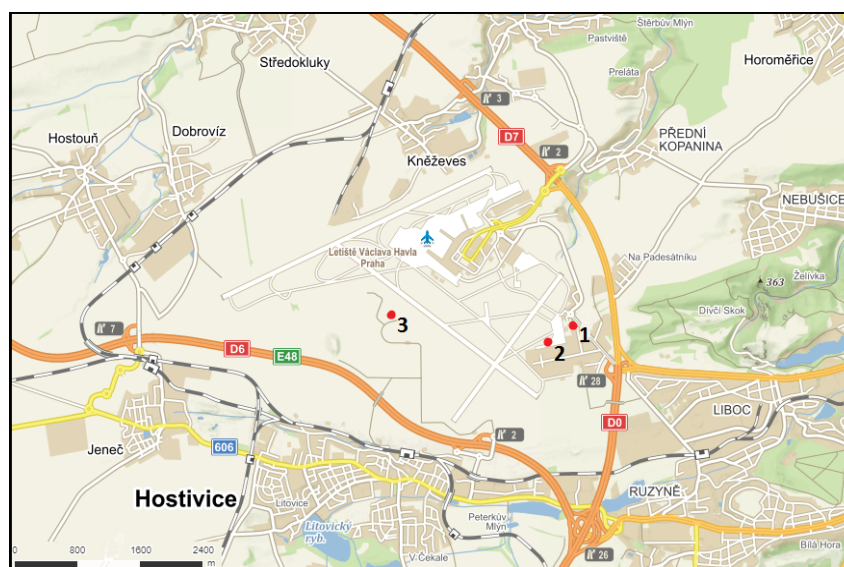 Štěrbův Mlýn
Pastviště
Středokluky
Horoměřice
Preláta
3
Hostouň
Dobrovíz
D7
PŘEDNÍ
KOPANINA
Kněževes
2
NEBUŠICE
Letiště Václava Havla
Praha
Na Padesátníku
Želivka
363
Dívčí Skok
3
1
7
2
D6
E48
28
LIBOC
D0
2
606
Jeneč
Hostivice
Litovice
RUZYNĚ
Peterkův
Mlýn
Litovický
ryb.
V Čekale
26
Bílá Hora
0 800 1600 2400
m